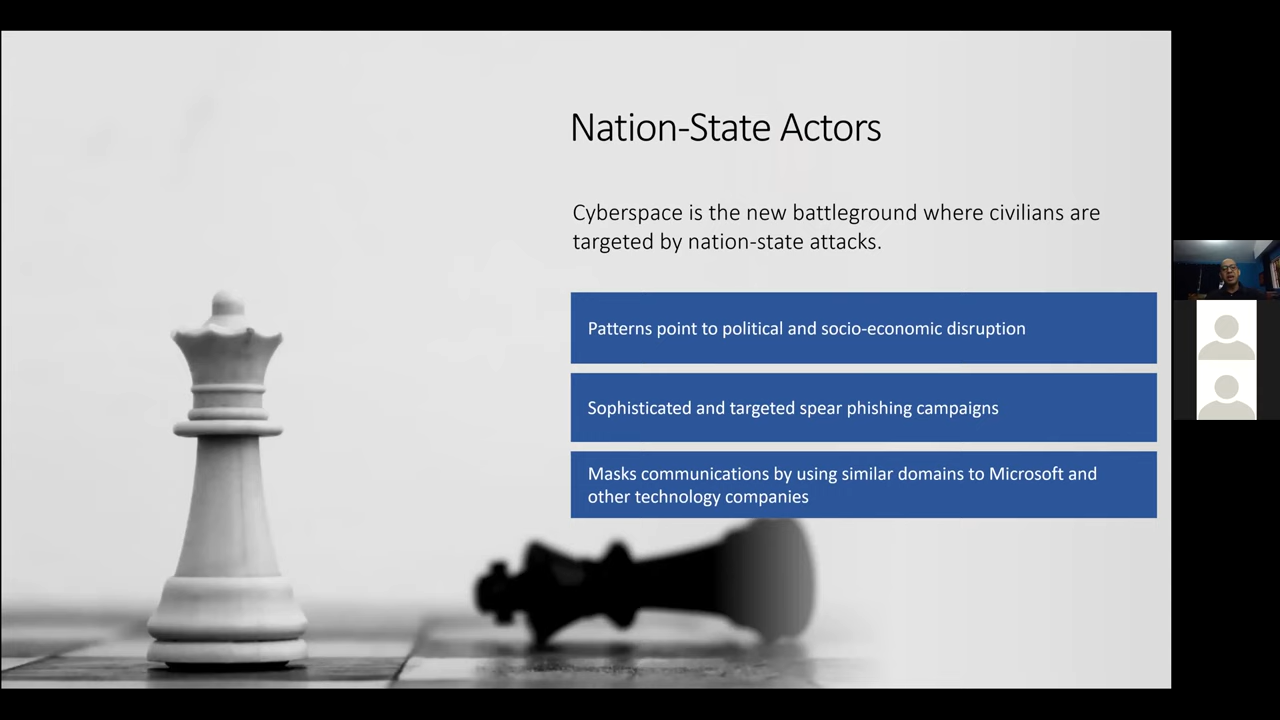 Nation-State Actors
Cyberspace is the new battleground where civilians are
targeted by nation-state attacks.
Patterns point to political and socio-economic disruption
Sophisticated and targeted spear phishing campaigns
Masks communications by using similar domains to Microsoft and
other technology companies